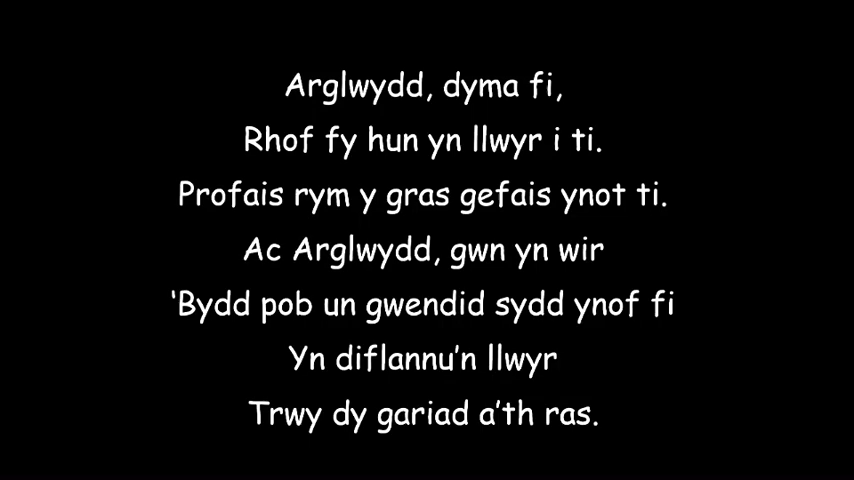 Arglwydd, dyma fi,
Rhof fy hun yn llwyr i ti.
Profais rym y gras gefais ynot ti.
Ac Arglwydd, gwn yn wir
‘Bydd pob un gwendid sydd ynof fi
Yn diflannu’n llwyr
Trwy dy gariad a’th ras.